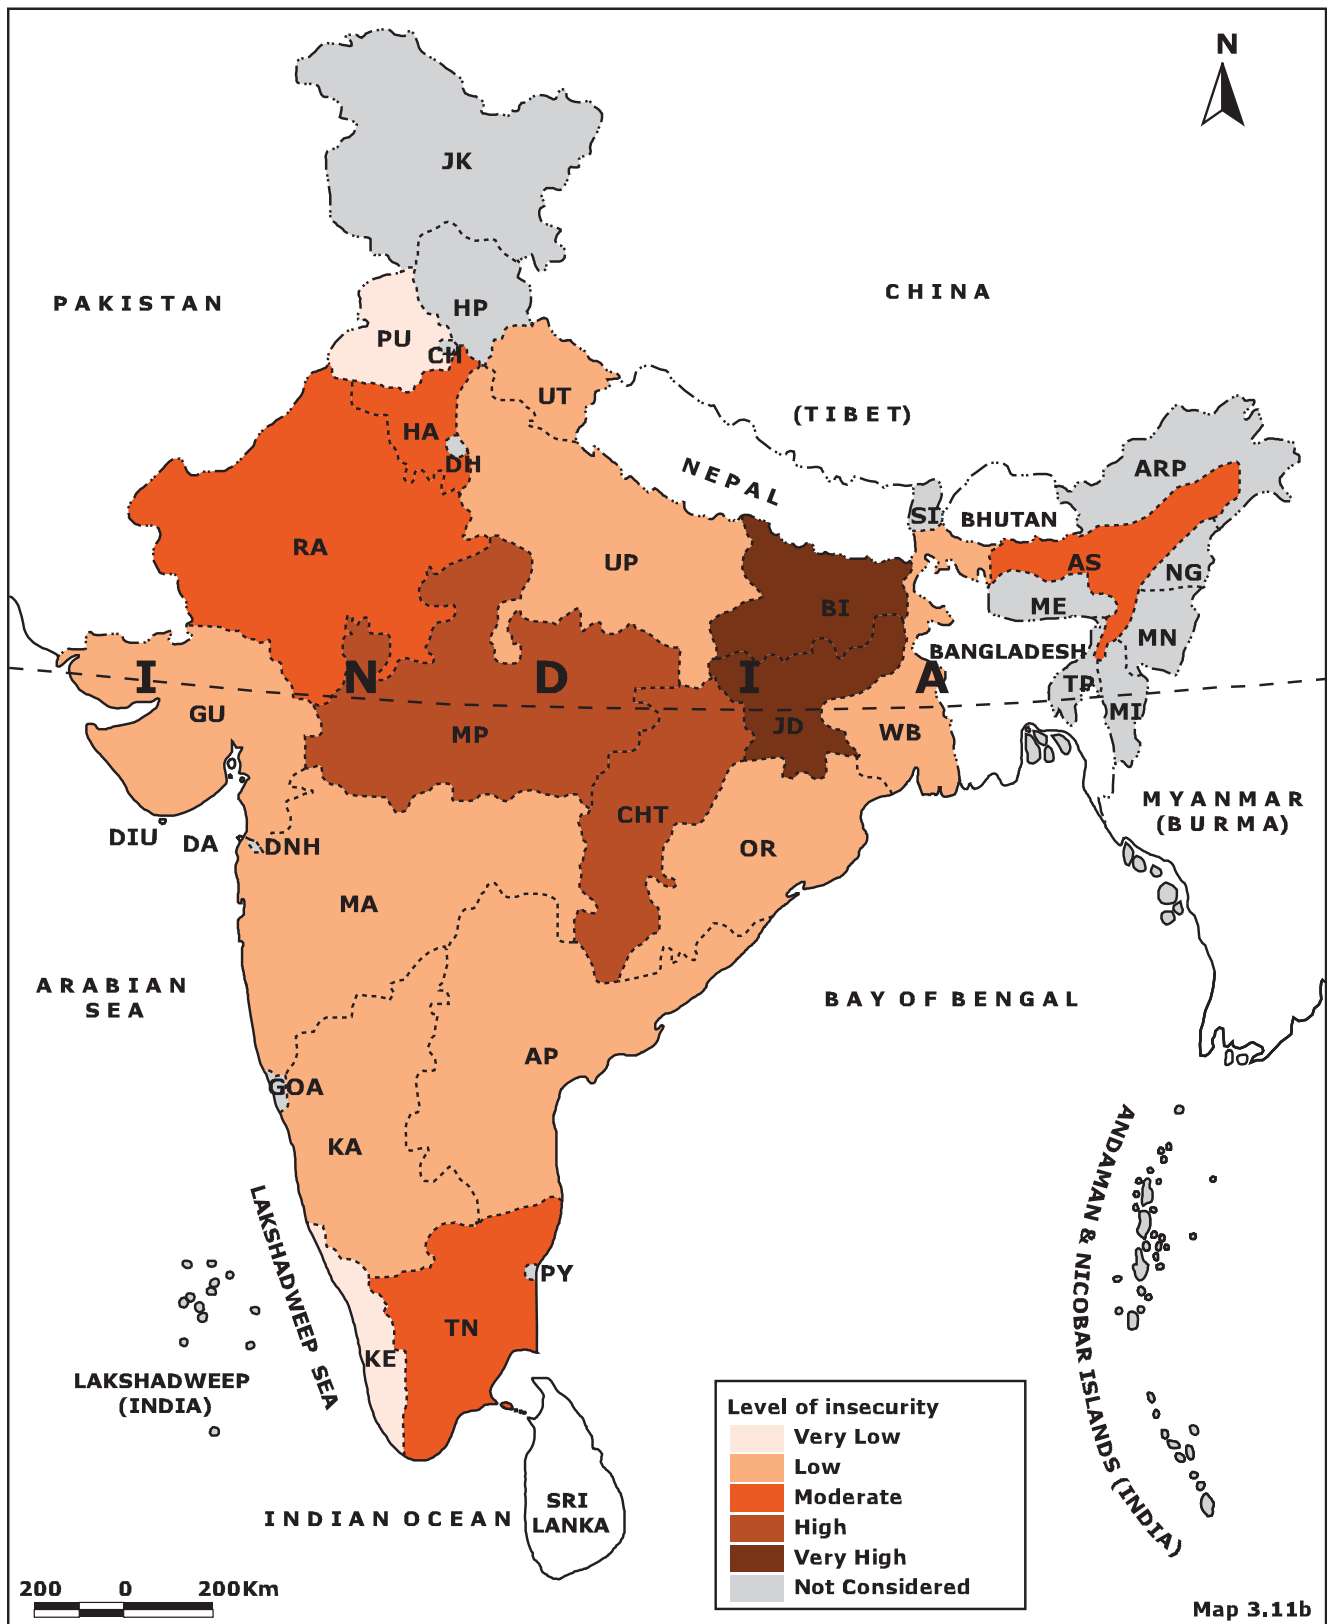 N
JK
PAKISTAN
CHINA
HP
PU
CH
UT
(TIBET)
HA
DH
NEPAL
ARP
SI
BHUTAN
RA
UP
AS
NG
BI
ME
MN
BANGLADESH
I N D I A
TP
MI
GU
MP
JD
WB
MYANMAR
(BURMA)
CHT
DIU
DA
DNH
OR
MA
ARABIAN
SEA
BAY OF BENGAL
AP
GOA
KA
LAKSHADWEEP SEA
ANDAMAN & NICOBAR ISLANDS (INDIA)
PY
TN
KE
LAKSHADWEEP
(INDIA)
INDIAN OCEAN
SRI
LANKA
Level of insecurity
Very Low
Low
Moderate
High
Very High
Not Considered
200 0 200Km
Map 3.11b